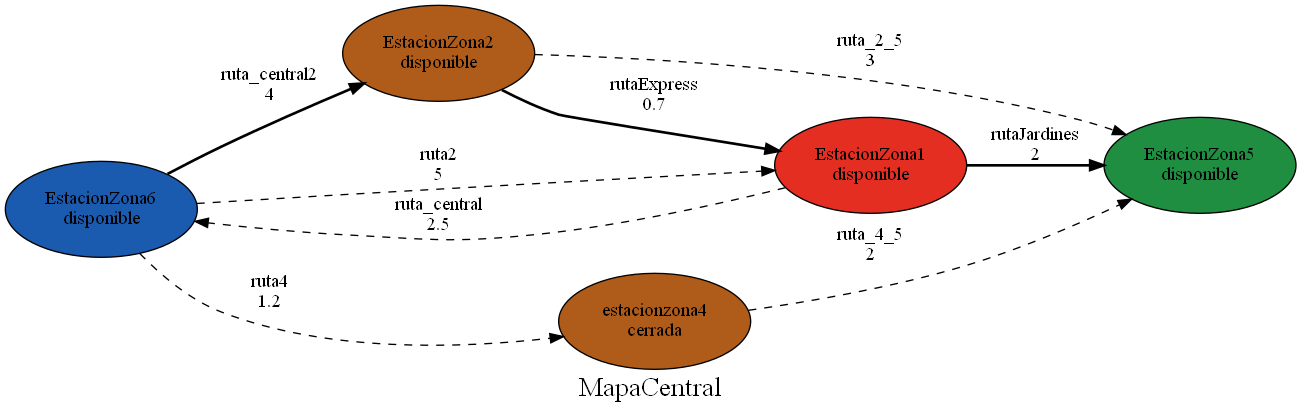 EstacionZona2
disponible
ruta_2_5
3
ruta_central2
4
rutaExpress
0.7
rutaJardines
2
EstacionZona1
disponible
EstacionZona5
disponible
ruta2
5
EstacionZona6
disponible
ruta_central
2.5
ruta_4_5
2
ruta4
1.2
estacionzona4
cerrada
MapaCentral